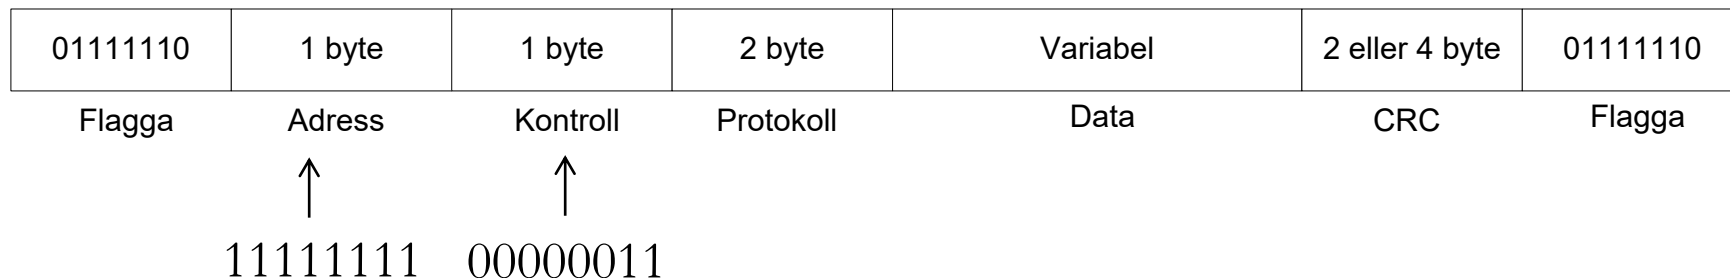 01111110 1 byte 1 byte 2 byte Variabel 2 eller 4 byte 01111110
Flagga Adress Kontroll Protokoll Data CRC Flagga
11111111 00000011